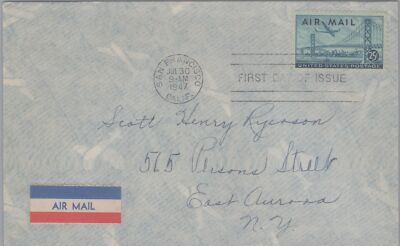 AIR MAIL
UNITED STATES POSTAGE
25¢
SAN FRANCISCO
JUL 30
9-AM
1947
CALIF.
FIRST DAY OF ISSUE
Scott Henry Ryerson
565 Persons Street
East Aurora
N. Y.
AIR MAIL